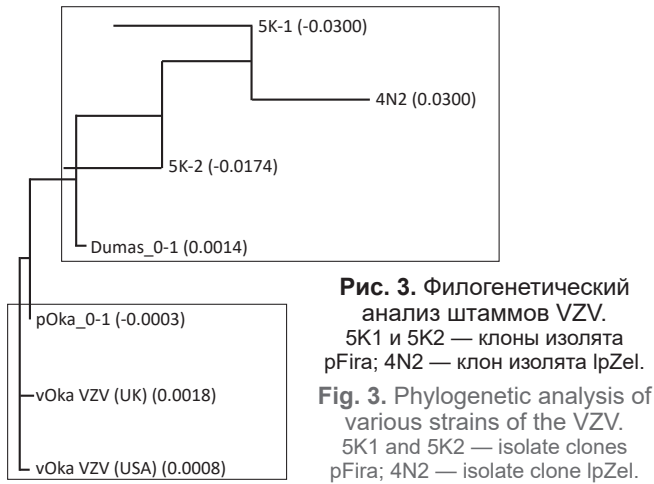 5K-1 (-0.0300)
4N2 (0.0300)
5K-2 (-0.0174)
Dumas_0-1 (0.0014)
pOka_0-1 (-0.0003)
vOka VZV (UK) (0.0018)
vOka VZV (USA) (0.0008)
Рис. 3. Филогенетический
анализ штаммов VZV.
5K1 и 5K2 — клоны изолята
pFira; 4N2 — клон изолята lpZel.
Fig. 3. Phylogenetic analysis of
various strains of the VZV.
5K1 and 5K2 — isolate clones
pFira; 4N2 — isolate clone lpZel.